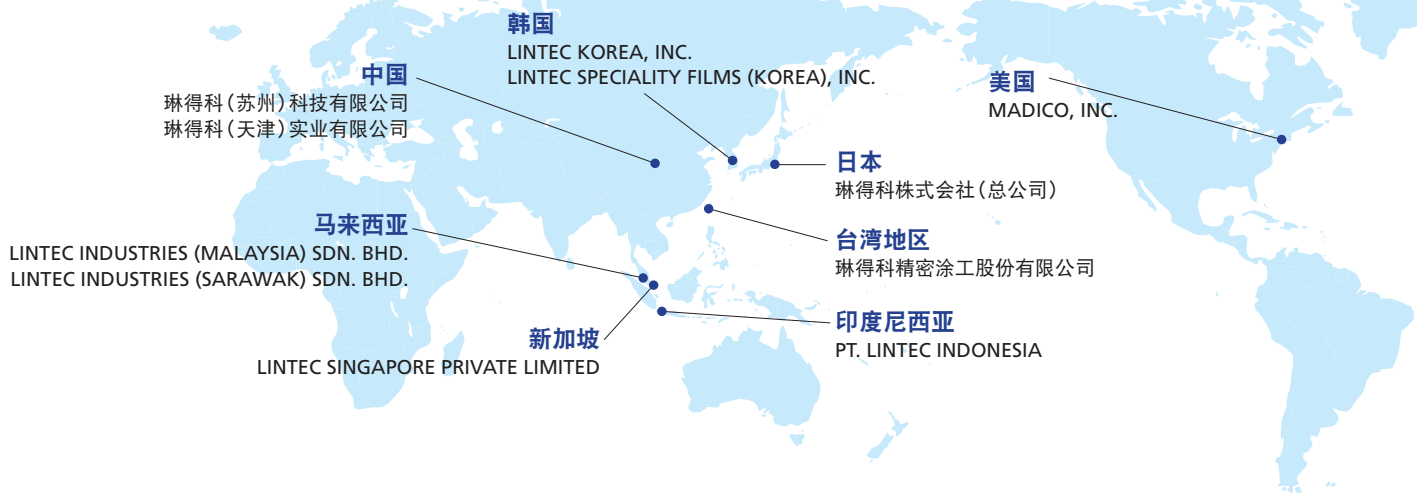 韩国
LINTEC KOREA, INC.
LINTEC SPECIALITY FILMS (KOREA), INC.
中国
琳得科（苏州）科技有限公司
琳得科（天津）实业有限公司
美国
MADICO, INC.
日本
琳得科株式会社（总公司）
马来西亚
LINTEC INDUSTRIES (MALAYSIA) SDN. BHD.
LINTEC INDUSTRIES (SARAWAK) SDN. BHD.
台湾地区
琳得科精密涂工股份有限公司
新加坡
LINTEC SINGAPORE PRIVATE LIMITED
印度尼西亚
PT. LINTEC INDONESIA